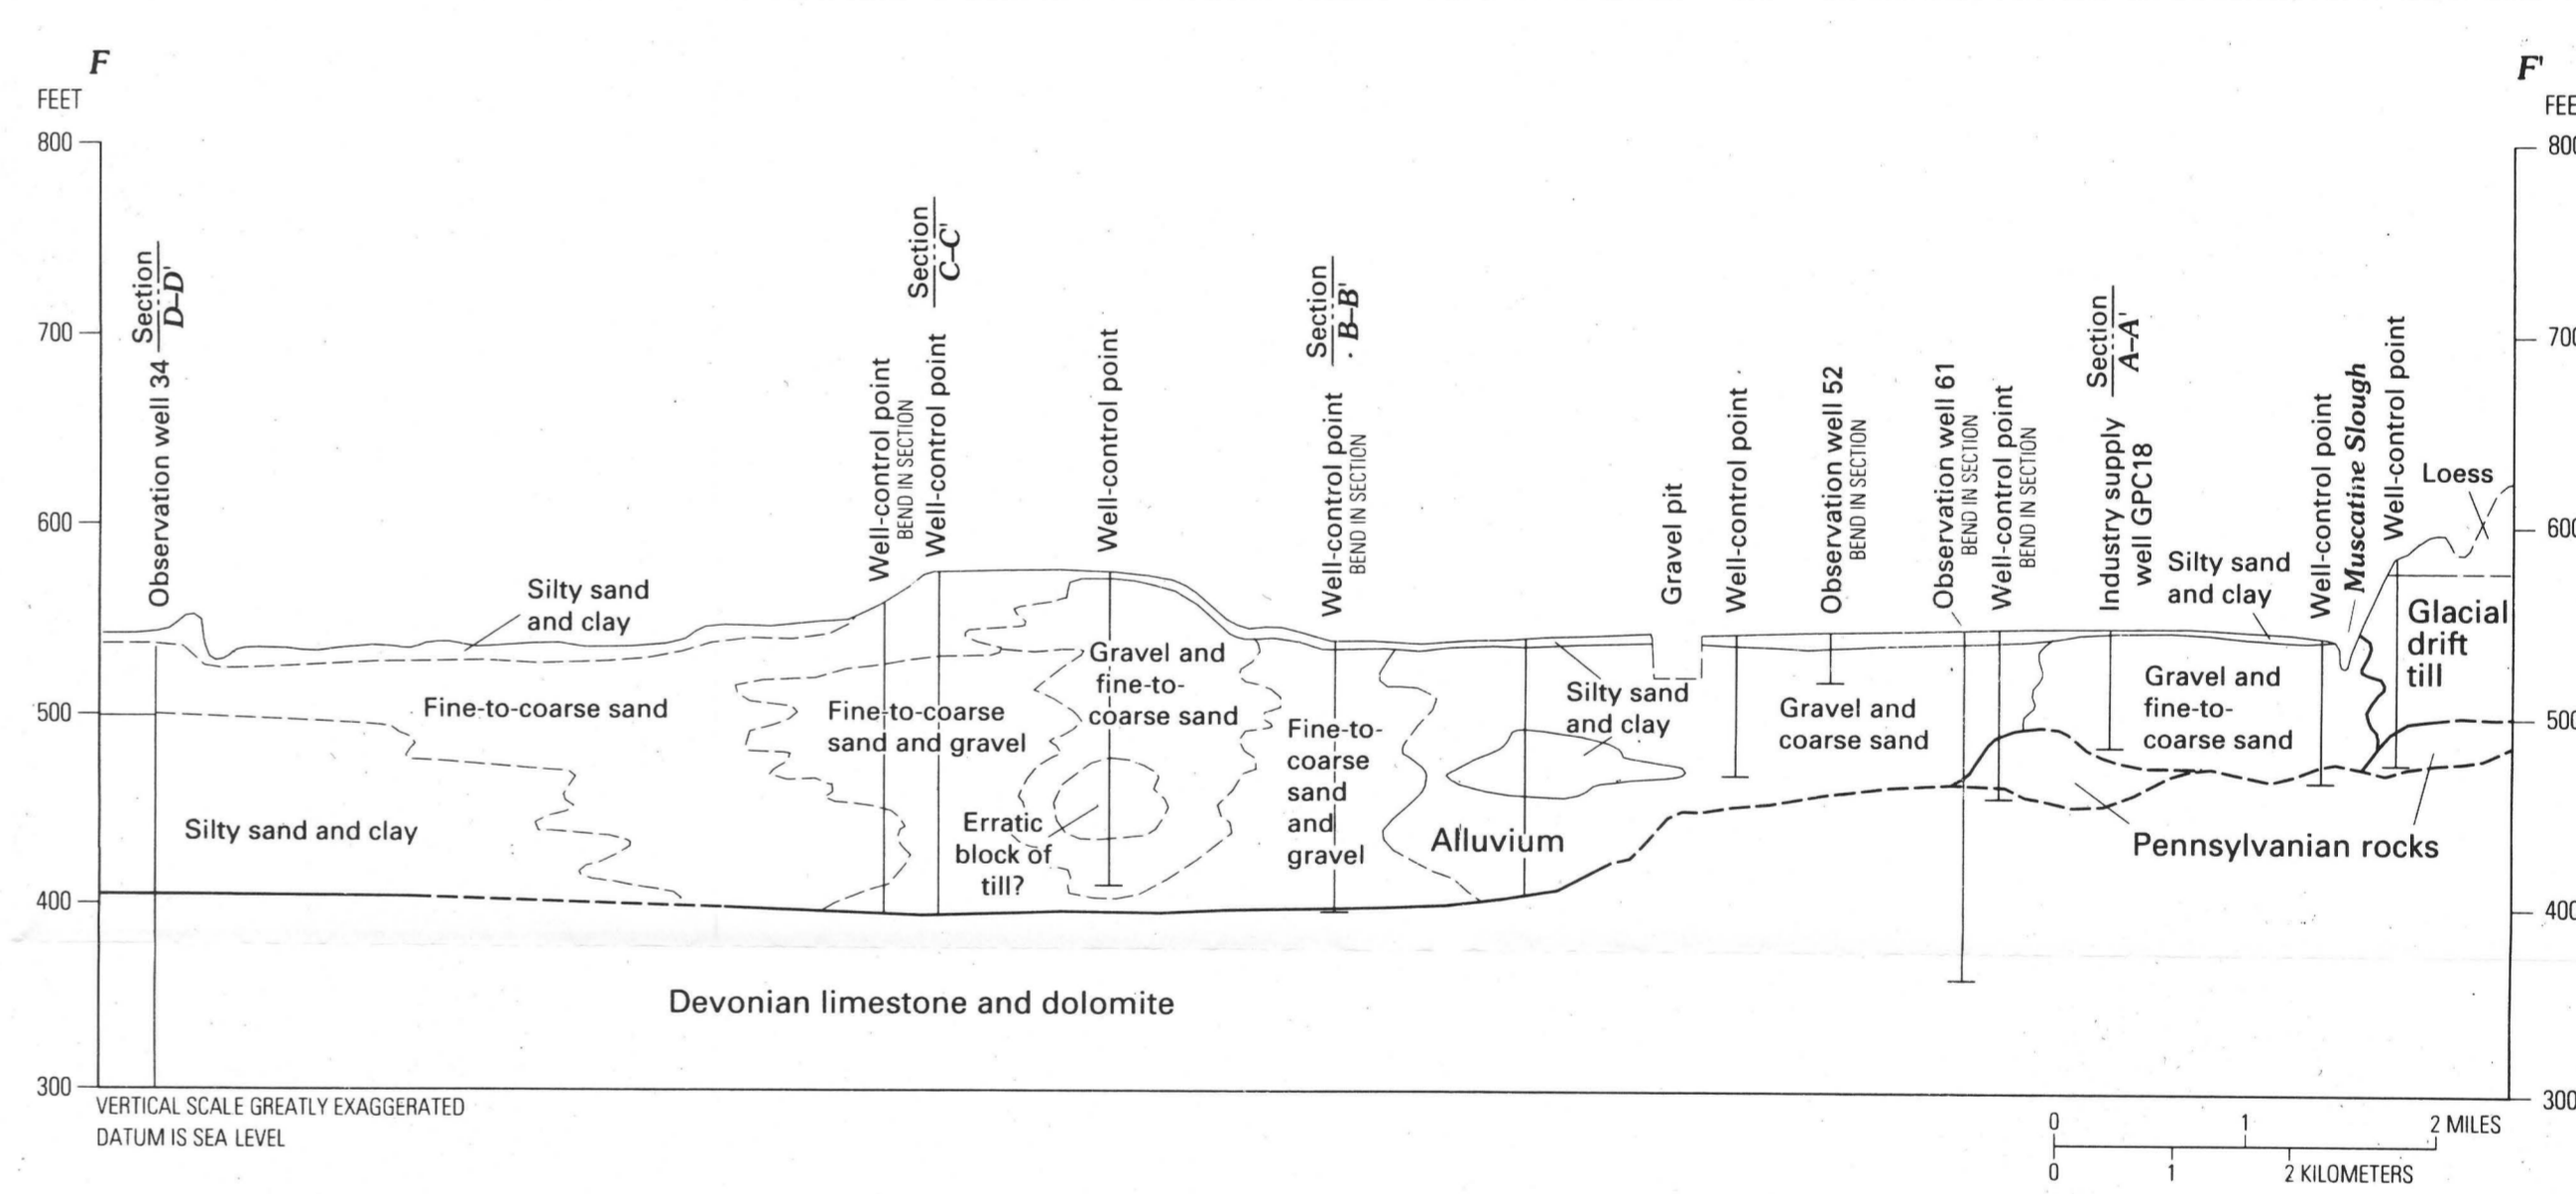 F
F'
FEET
FEE
800
700
600
500
400
300
800
700
600
500
400
300
Section
D–D'
Observation well 34
Silty sand
and clay
Well-control point
BEND IN SECTION
Section
C–C'
Well-control point
Well-control point
Section
B–B'
Well-control point
BEND IN SECTION
Gravel pit
Well-control point
Observation well 52
BEND IN SECTION
Observation well 61
BEND IN SECTION
Well-control point
BEND IN SECTION
Section
A–A'
Industry supply
well GPC18
Silty sand
and clay
Well-control point
Muscatine Slough
Well-control point
Loess
Glacial
drift
till
Fine-to-coarse sand
Silty sand and clay
Fine-to-coarse
sand and gravel
Gravel and
fine-to-
coarse sand
Erratic
block of
till?
Fine-to-
coarse
sand
and
gravel
Silty sand
and clay
Alluvium
Gravel and
coarse sand
Gravel and
fine-to-
coarse sand
Pennsylvanian rocks
Devonian limestone and dolomite
VERTICAL SCALE GREATLY EXAGGERATED
DATUM IS SEA LEVEL
0 1 2 MILES
0 1 2 KILOMETERS